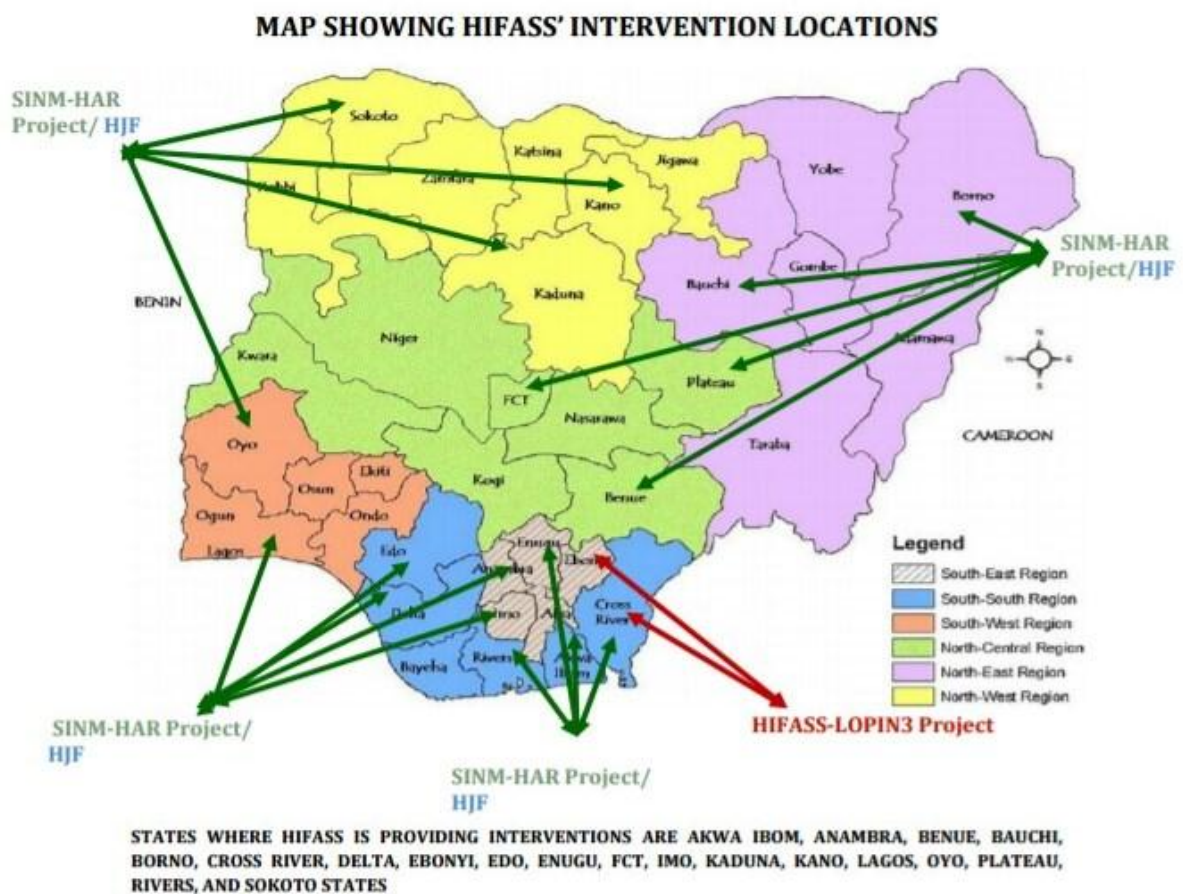 MAP SHOWING HIFASS' INTERVENTION LOCATIONS
SINM-HAR
Project/ HJF
Sokoto
Katsina
Jigawa
Yobe
Borno
Kebbi
Zamfara
Kano
SINM-HAR
Project/HJF
Gombe
Bauchi
BENIN
Kaduna
Niger
Adamawa
Kwara
Plateau
FCT
Nasarawa
CAMEROON
Oyo
Taraba
Ekiti
Kogi
Osun
Benue
Ogun
Ondo
Lagos
Edo
Enugu
Legend
South-East Region
South-South Region
South-West Region
North-Central Region
North-East Region
North-West Region
Delta
Imo
Cross
River
Bayelsa
Rivers
SINM-HAR Project/
HJF
HIFASS-LOPIN3 Project
SINM-HAR Project/
HJF
STATES WHERE HIFASS IS PROVIDING INTERVENTIONS ARE AKWA IBOM, ANAMBRA, BENUE, BAUCHI,
BORNO, CROSS RIVER, DELTA, EBONYI, EDO, ENUGU, FCT, IMO, KADUNA, KANO, LAGOS, OYO, PLATEAU,
RIVERS, AND SOKOTO STATES